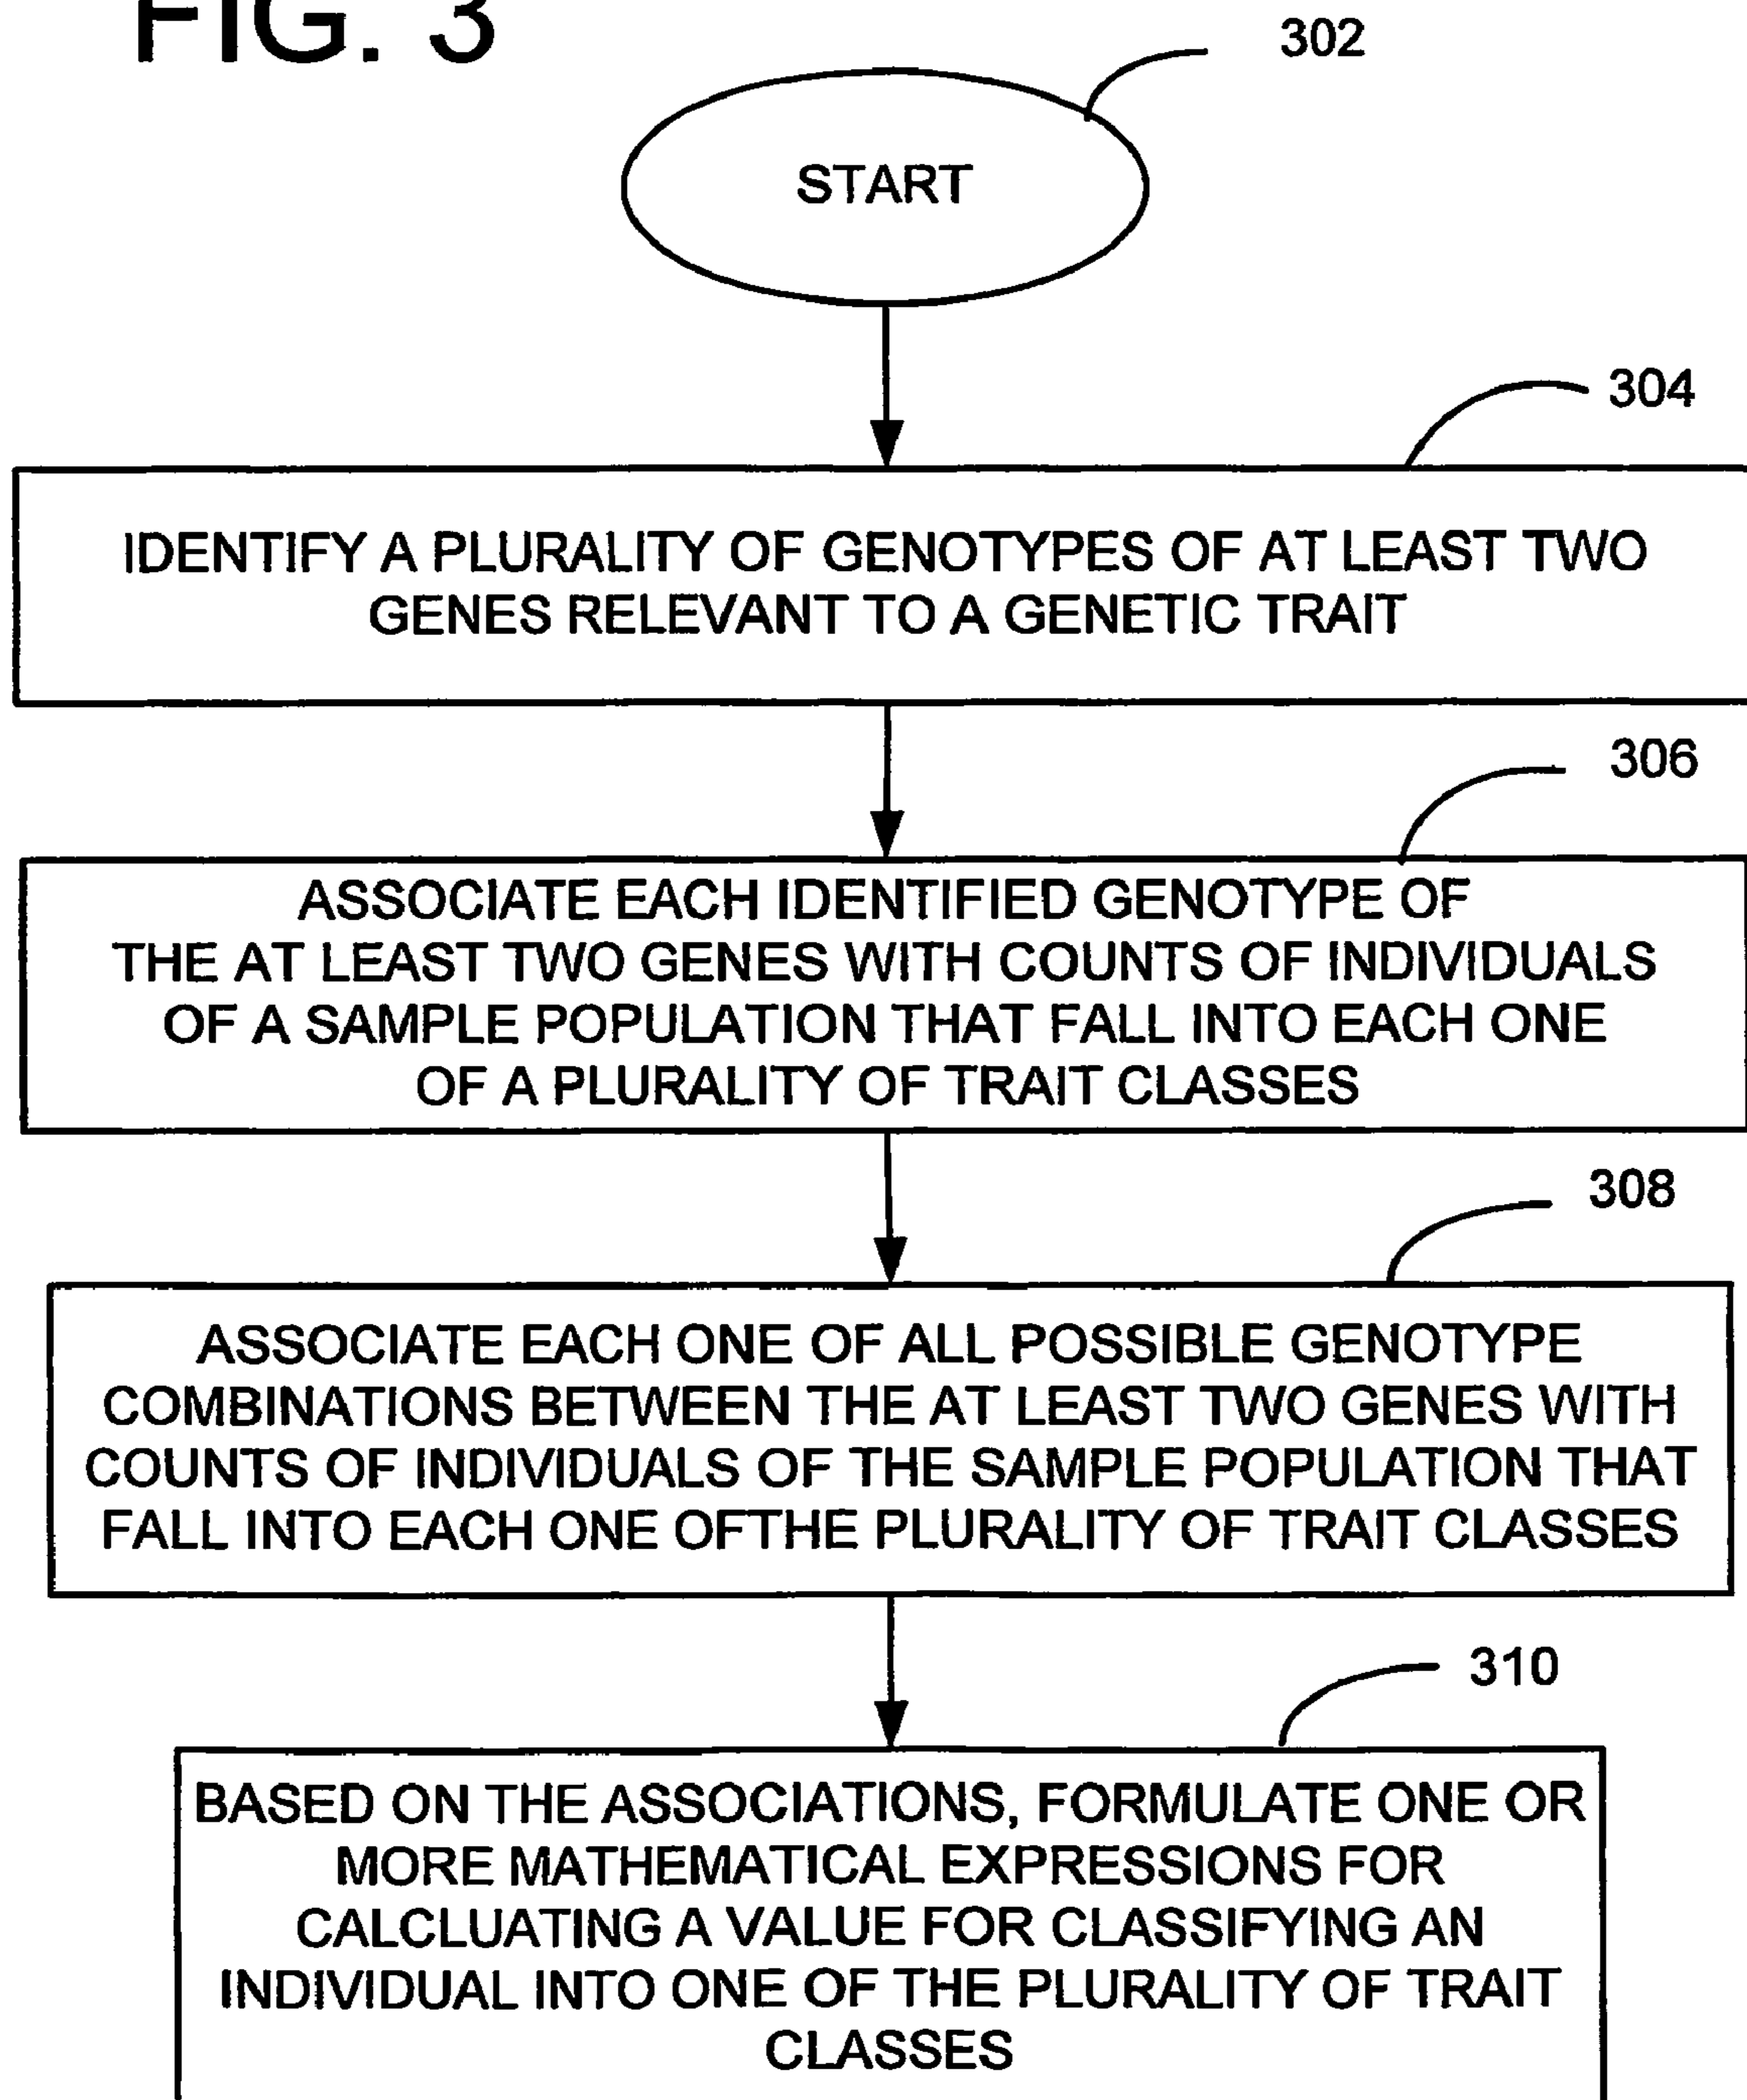 FIG. 3
302
START
304
IDENTIFY A PLURALITY OF GENOTYPES OF AT LEAST TWO
GENES RELEVANT TO A GENETIC TRAIT
306
ASSOCIATE EACH IDENTIFIED GENOTYPE OF
THE AT LEAST TWO GENES WITH COUNTS OF INDIVIDUALS
OF A SAMPLE POPULATION THAT FALL INTO EACH ONE
OF A PLURALITY OF TRAIT CLASSES
308
ASSOCIATE EACH ONE OF ALL POSSIBLE GENOTYPE
COMBINATIONS BETWEEN THE AT LEAST TWO GENES WITH
COUNTS OF INDIVIDUALS OF THE SAMPLE POPULATION THAT
FALL INTO EACH ONE OFTHE PLURALITY OF TRAIT CLASSES
310
BASED ON THE ASSOCIATIONS, FORMULATE ONE OR
MORE MATHEMATICAL EXPRESSIONS FOR
CALCLUATING A VALUE FOR CLASSIFYING AN
INDIVIDUAL INTO ONE OF THE PLURALITY OF TRAIT
CLASSES